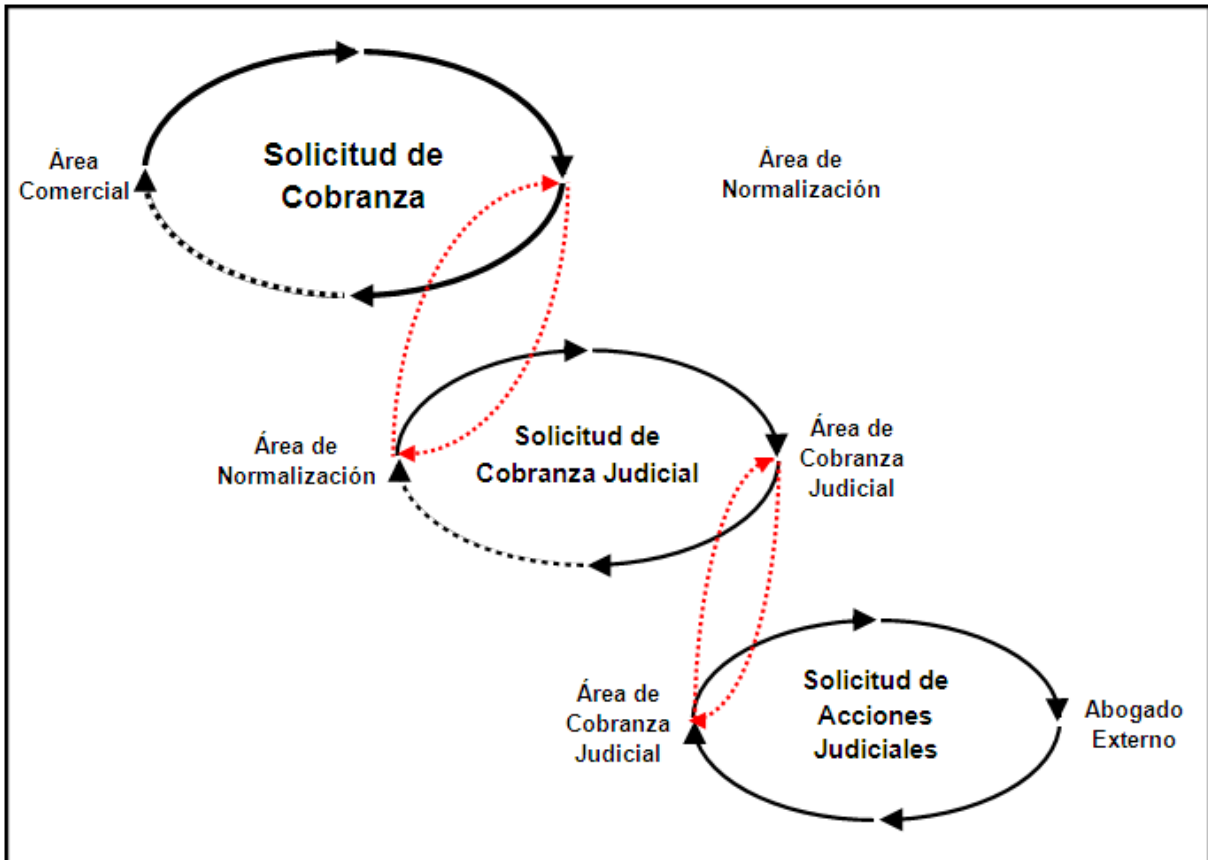 Solicitud de
Cobranza
Área
Comercial
Área de
Normalización
Solicitud de
Cobranza Judicial
Área de
Normalización
Área de
Cobranza
Judicial
Solicitud de
Acciones
Judiciales
Área de
Cobranza
Judicial
Abogado
Externo